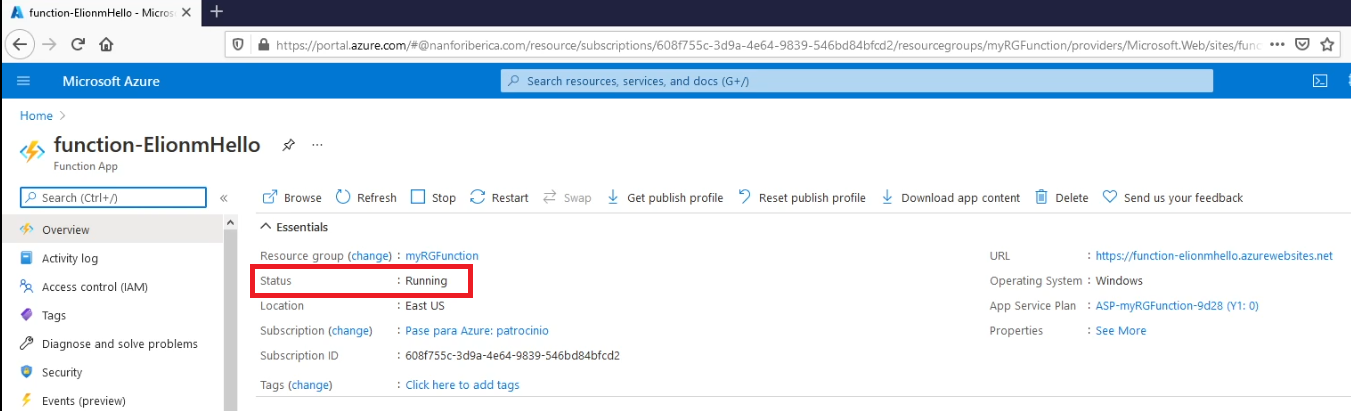 function-ElionmHello - Micros
https://portal.azure.com/#@nanforiberica.com/resource/subscriptions/608f755c-3d9a-4e64-9839-546bd84bfcd2/resourcegroups/myRGFunction/providers/Microsoft.Web/sites/func
Microsoft Azure
Search resources, services, and docs (G+/)
Home
function-ElionmHello
Function App
Search (Ctrl+/)
Browse Refresh Stop Restart Swap Get publish profile Reset publish profile Download app content Delete Send us your feedback
Overview
Activity log
Access control (IAM)
Tags
Diagnose and solve problems
Security
Events (preview)
Essentials
Resource group (change) : myRGFunction
Status : Running
Location : East US
Subscription (change) : Pase para Azure: patrocinio
Subscription ID : 608f755c-3d9a-4e64-9839-546bd84bfcd2
Tags (change) : Click here to add tags
URL : https://function-elionmhello.azurewebsites.net
Operating System : Windows
App Service Plan : ASP-myRGFunction-9d28 (Y1: 0)
Properties : See More